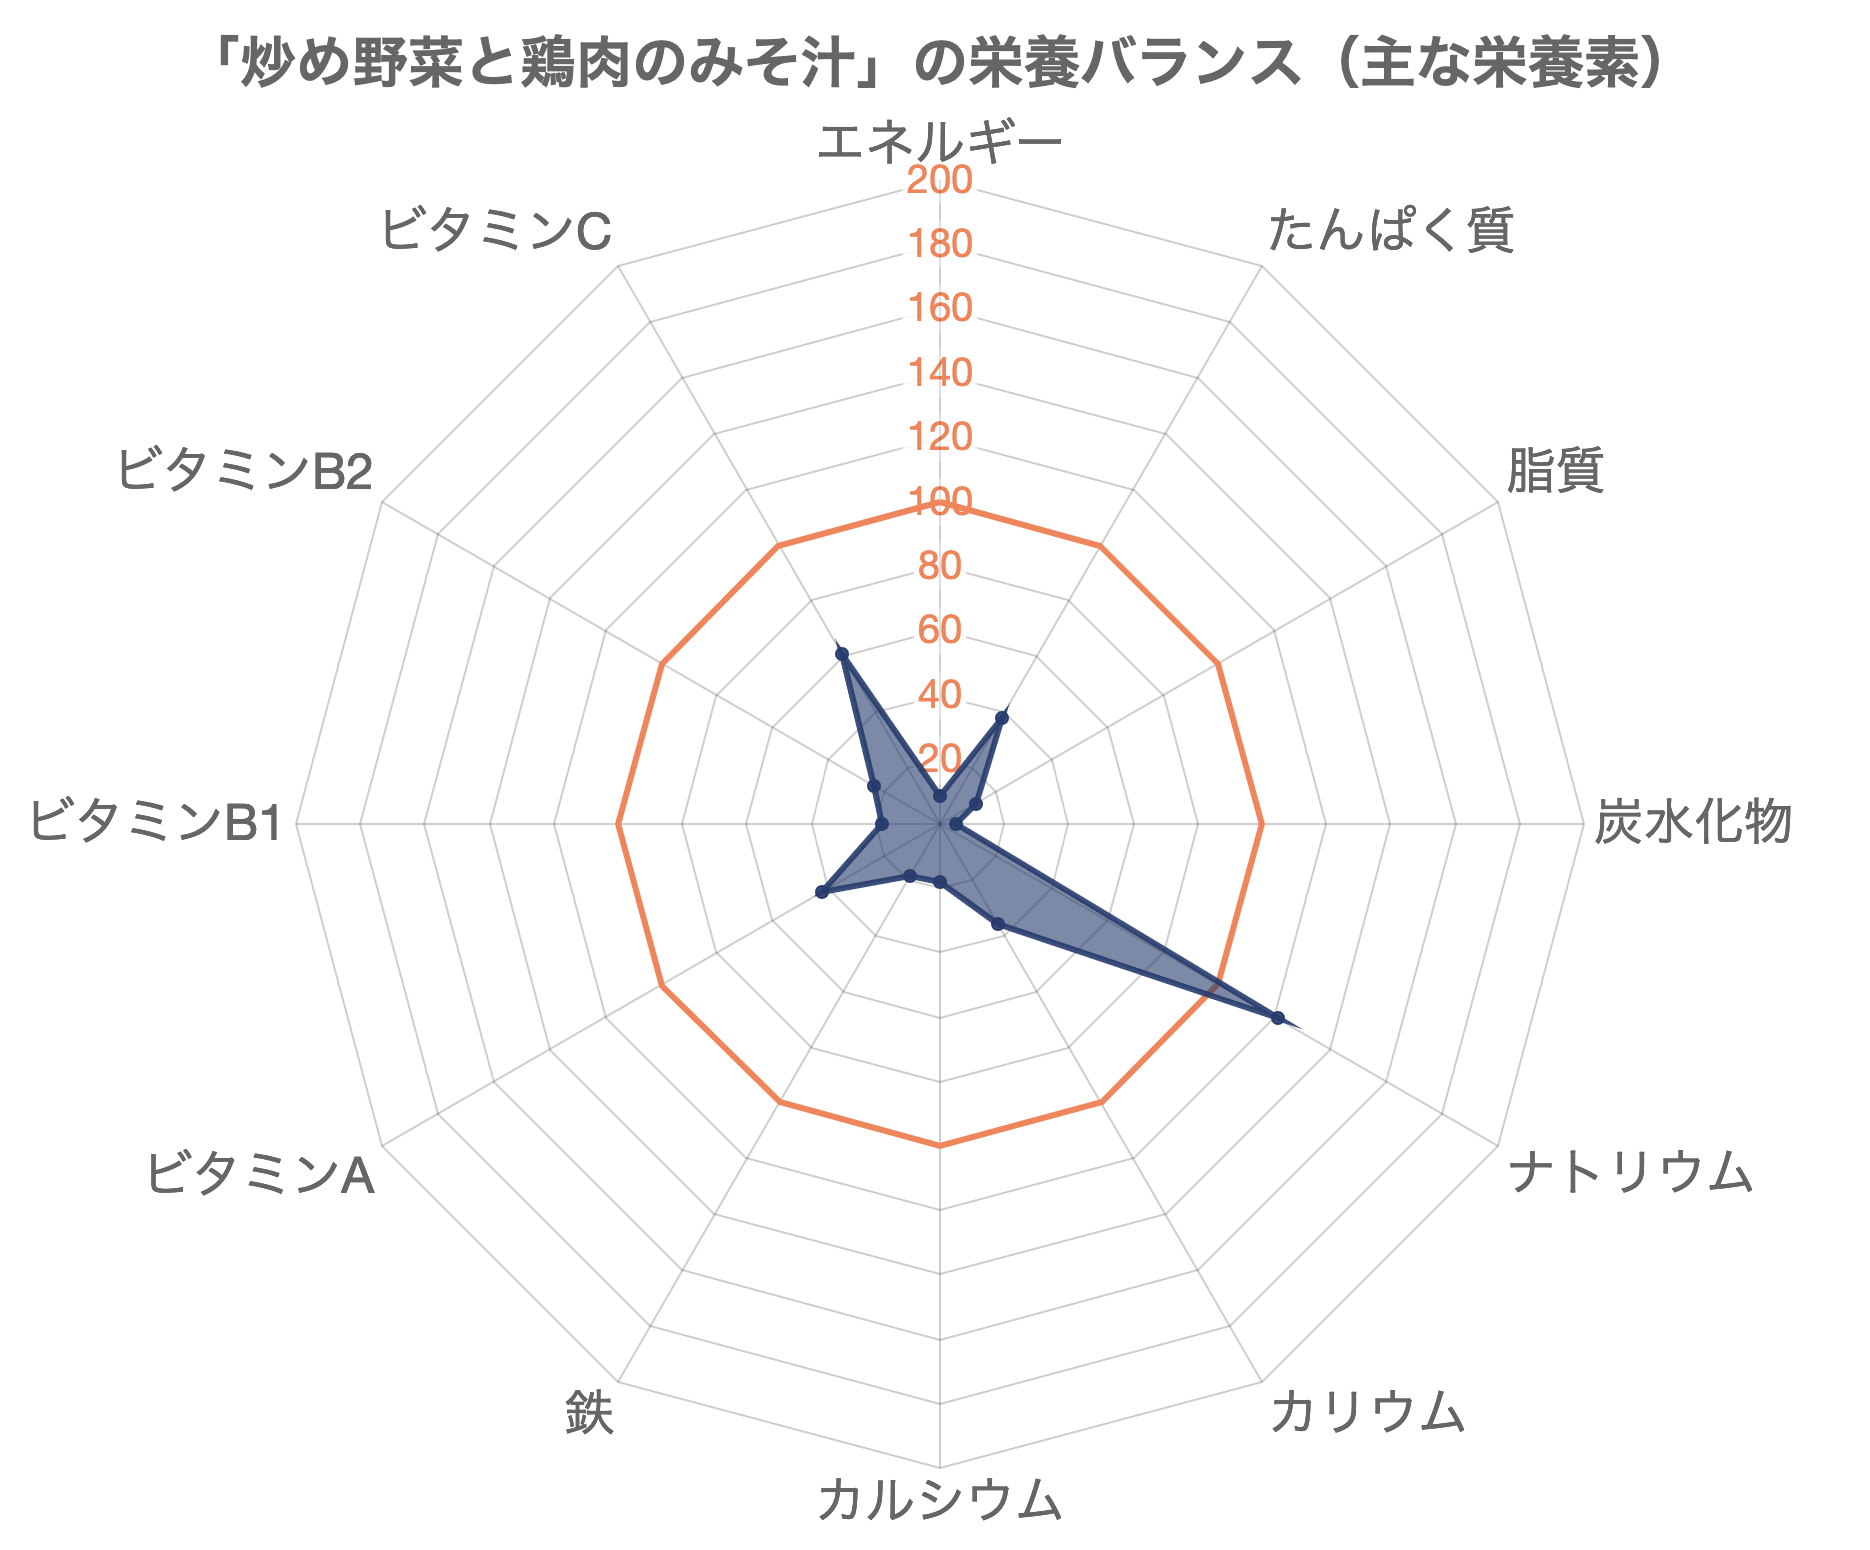 「炒め野菜と鶏肉のみそ汁」の栄養バランス（主な栄養素）
エネルギー
たんぱく質
脂質
炭水化物
ナトリウム
カリウム
カルシウム
鉄
ビタミンA
ビタミンB1
ビタミンB2
ビタミンC
200
180
160
140
120
100
80
60
40
20